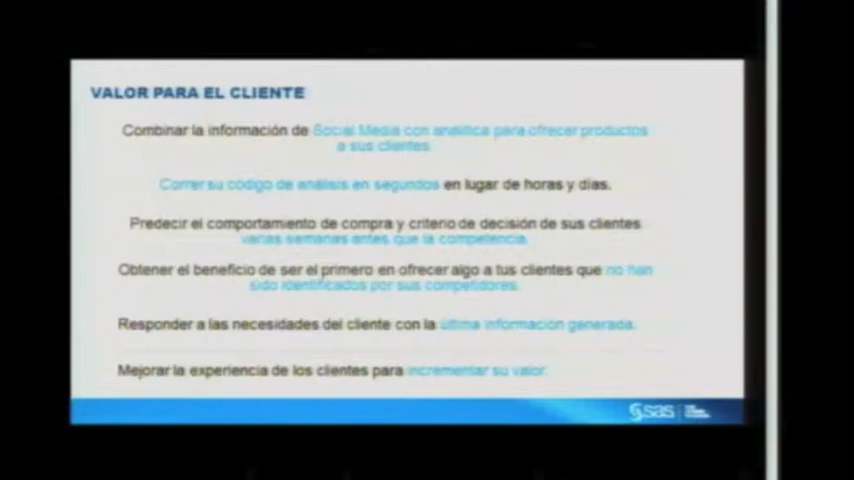 VALOR PARA EL CLIENTE
Combinar la información de Social Media con analítica para ofrecer productos
a sus clientes.
Correr su código de análisis en segundos en lugar de horas y días.
Predecir el comportamiento de compra y criterio de decisión de sus clientes
varias semanas antes que la competencia.
Obtener el beneficio de ser el primero en ofrecer algo a tus clientes que no han
sido identificados por sus competidores.
Responder a las necesidades del cliente con la última información generada.
Mejorar la experiencia de los clientes para incrementar su valor.
sas